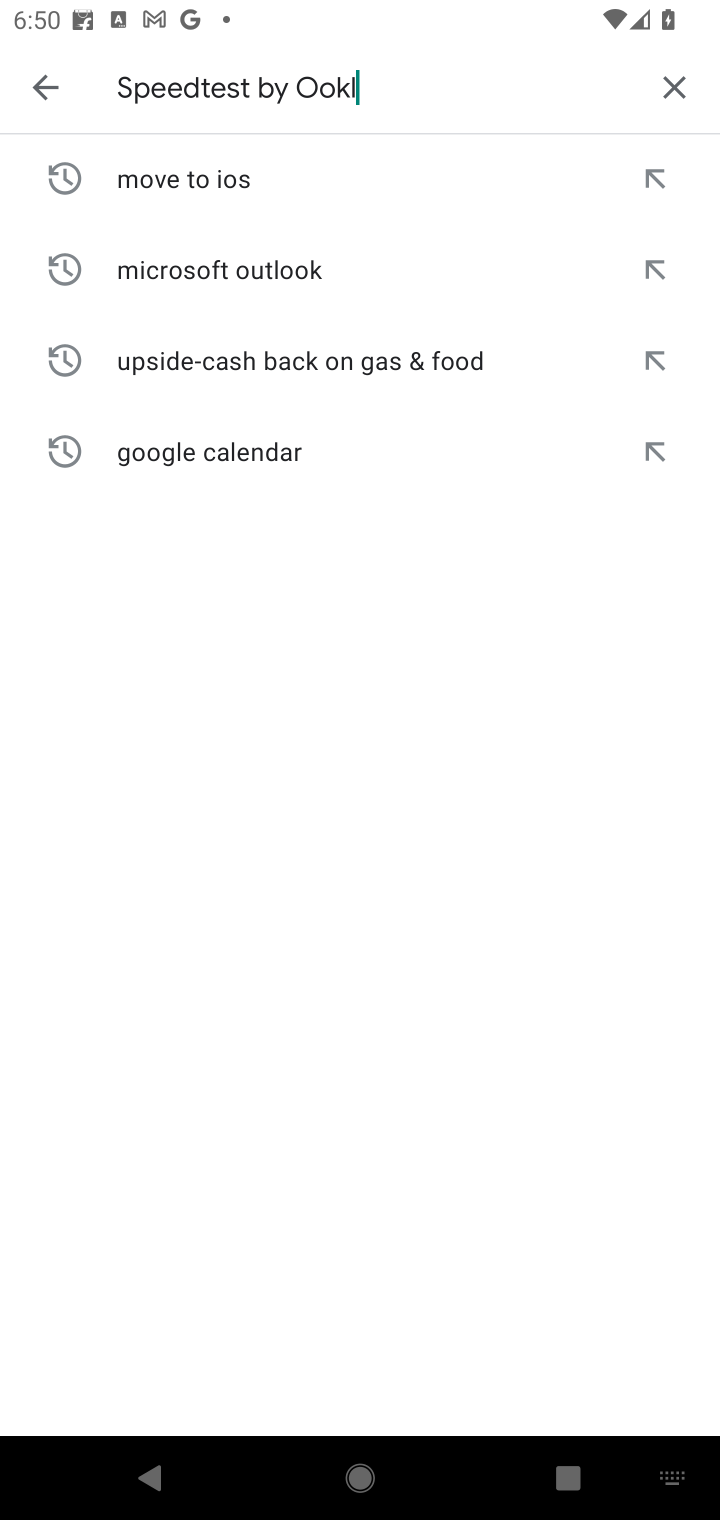 6:50
Speedtest by Ookl
move to ios
microsoft outlook
upside-cash back on gas & food
google calendar